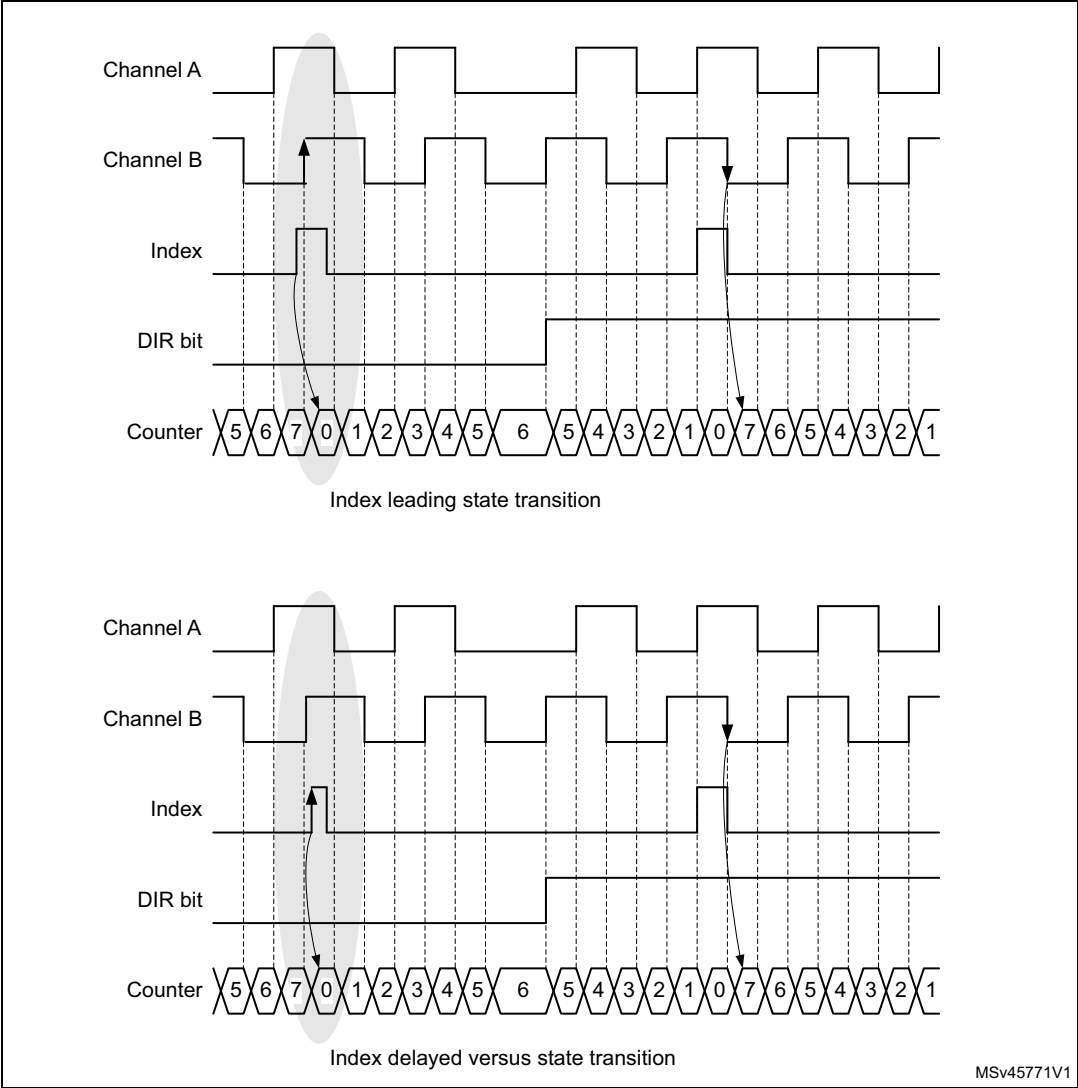 Channel A
Channel B
Index
DIR bit
Counter 5 6 7 0 1 2 3 4 5 6 5 4 3 2 1 0 7 6 5 4 3 2 1
Index leading state transition
Channel A
Channel B
Index
DIR bit
Counter 5 6 7 0 1 2 3 4 5 6 5 4 3 2 1 0 7 6 5 4 3 2 1
Index delayed versus state transition
MSv45771V1